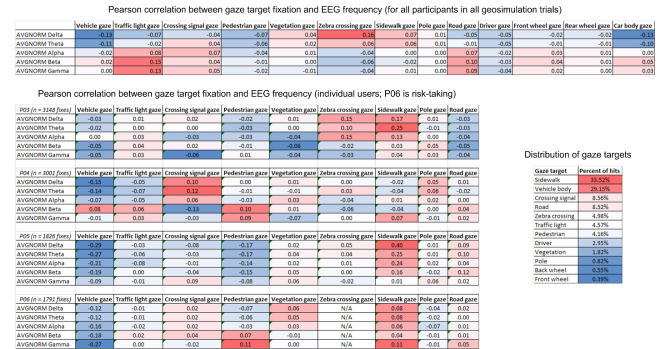 Pearson correlation between gaze target fixation and EEG frequency (for all participants in all geosimulation trials)
Vehicle gaze Traffic light gaze Crossing signal gaze Pedestrian gaze Vegetation gaze Zebra crossing gaze Sidewalk gaze Pole gaze Road gaze Driver gaze Front wheel gaze Rear wheel gaze Car body gaze
AVGNORM Delta -0.13 -0.07 -0.04 -0.07 0.04 0.16 0.07 0.01 -0.05 -0.05 -0.02 -0.02 -0.13
AVGNORM Theta -0.11 -0.02 0.04 -0.06 0.02 0.06 0.06 -0.01 -0.03 -0.05 -0.02 -0.02 -0.10
AVGNORM Alpha -0.02 0.08 0.07 -0.04 -0.01 -0.04 0.00 0.07 -0.02 0.03 0.01 0.00
AVGNORM Beta 0.02 0.15 0.04 -0.01 -0.04 -0.02 0.00 0.10 -0.03 0.04 0.01 0.05
AVGNORM Gamma 0.00 0.13 0.05 -0.02 -0.01 -0.04 0.01 0.09 -0.04 0.02 0.00 0.03
Pearson correlation between gaze target fixation and EEG frequency (individual users; P06 is risk-taking)
P03 (n = 3148 fixes) Vehicle gaze Traffic light gaze Crossing signal gaze Pedestrian gaze Vegetation gaze Zebra crossing gaze Sidewalk gaze Pole gaze Road gaze
AVGNORM Delta -0.03 0.01 0.02 -0.02 0.01 0.15 0.17 0.01 -0.03
AVGNORM Theta -0.02 0.00 0.00 -0.03 0.00 0.10 0.25 -0.01 -0.03
AVGNORM Alpha 0.00 0.03 -0.03 -0.03 -0.04 0.15 0.13 -0.01 -0.04
AVGNORM Beta -0.05 0.04 0.02 -0.01 -0.08 -0.02 0.04 0.04 -0.05
AVGNORM Gamma -0.05 0.03 -0.06 0.01 -0.04 -0.03 0.04 0.03 -0.04
P04 (n = 3001 fixes) Vehicle gaze Traffic light gaze Crossing signal gaze Pedestrian gaze Vegetation gaze Zebra crossing gaze Sidewalk gaze Pole gaze Road gaze
AVGNORM Delta -0.15 -0.05 0.10 0.00 0.01 0.02 -0.02 0.05 0.01
AVGNORM Theta -0.14 -0.07 0.12 -0.01 -0.01 0.03 -0.04 0.06 -0.02
AVGNORM Alpha -0.07 -0.05 0.06 -0.03 0.03 -0.04 0.01 0.02 0.00
AVGNORM Beta 0.08 0.06 -0.13 0.10 0.01 -0.06 -0.04 0.00 0.04
AVGNORM Gamma -0.01 0.03 0.09 -0.07 0.00 0.07 -0.01 0.02
P05 (n = 1826 fixes) Vehicle gaze Traffic light gaze Crossing signal gaze Pedestrian gaze Vegetation gaze Zebra crossing gaze Sidewalk gaze Pole gaze Road gaze
AVGNORM Delta -0.29 -0.03 -0.08 -0.17 0.02 0.05 0.40 0.01 0.09
AVGNORM Theta -0.27 -0.06 -0.03 -0.17 0.04 0.04 0.25 0.01 0.10
AVGNORM Alpha -0.21 -0.08 -0.01 -0.14 0.02 0.01 0.24 0.02 0.04
AVGNORM Beta -0.19 0.00 -0.04 -0.15 0.05 0.00 0.16 -0.02 0.12
AVGNORM Gamma -0.09 -0.01 0.09 -0.08 0.06 0.02 -0.01 0.00 0.02
P06 (n = 1791 fixes) Vehicle gaze Traffic light gaze Crossing signal gaze Pedestrian gaze Vegetation gaze Zebra crossing gaze Sidewalk gaze Pole gaze Road gaze
AVGNORM Delta -0.12 -0.01 0.02 -0.07 0.06 N/A 0.08 -0.04 0.02
AVGNORM Theta -0.12 -0.01 0.02 -0.06 0.05 N/A 0.08 -0.02 0.00
AVGNORM Alpha -0.16 -0.02 0.02 -0.03 0.03 N/A 0.06 -0.07 0.01
AVGNORM Beta -0.18 0.02 0.04 0.07 -0.01 N/A 0.04 -0.01 0.02
AVGNORM Gamma -0.27 0.00 -0.02 0.11 0.00 N/A 0.11 -0.01 0.05
Distribution of gaze targets
Gaze target Percent of hits
Sidewalk 33.52%
Vehicle body 29.15%
Crossing signal 8.56%
Road 8.52%
Zebra crossing 4.98%
Traffic light 4.57%
Pedestrian 4.16%
Driver 2.95%
Vegetation 1.82%
Pole 0.82%
Back wheel 0.55%
Front wheel 0.39%